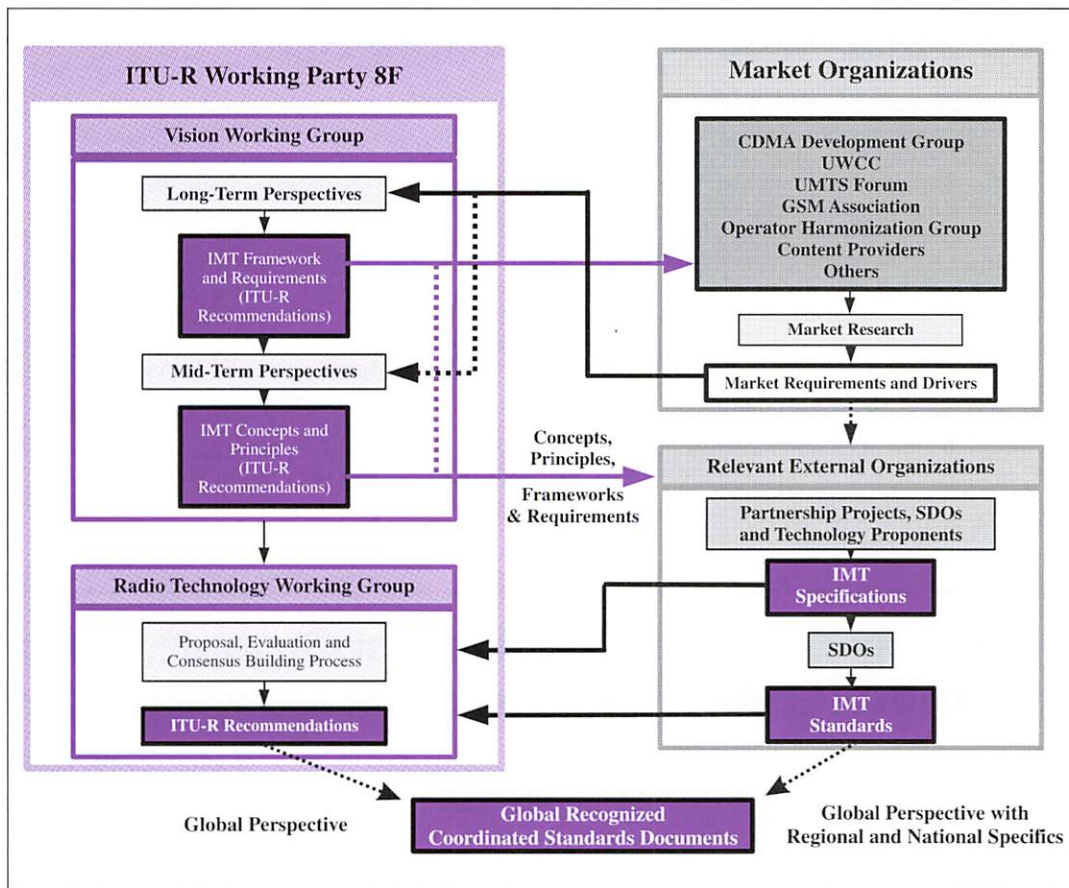 ITU-R Working Party 8F
Vision Working Group
Long-Term Perspectives
IMT Framework
and Requirements
(ITU-R
Recommendations)
Mid-Term Perspectives
IMT Concepts and
Principles
(ITU-R
Recommendations)
Radio Technology Working Group
Proposal, Evaluation and
Consensus Building Process
ITU-R Recommendations
Market Organizations
CDMA Development Group
UWCC
UMTS Forum
GSM Association
Operator Harmonization Group
Content Providers
Others
Market Research
Market Requirements and Drivers
Concepts,
Principles,
Frameworks
& Requirements
Relevant External Organizations
Partnership Projects, SDOs
and Technology Proponents
IMT
Specifications
SDOs
IMT
Standards
Global Perspective
Global Recognized
Coordinated Standards Documents
Global Perspective with
Regional and National Specifics